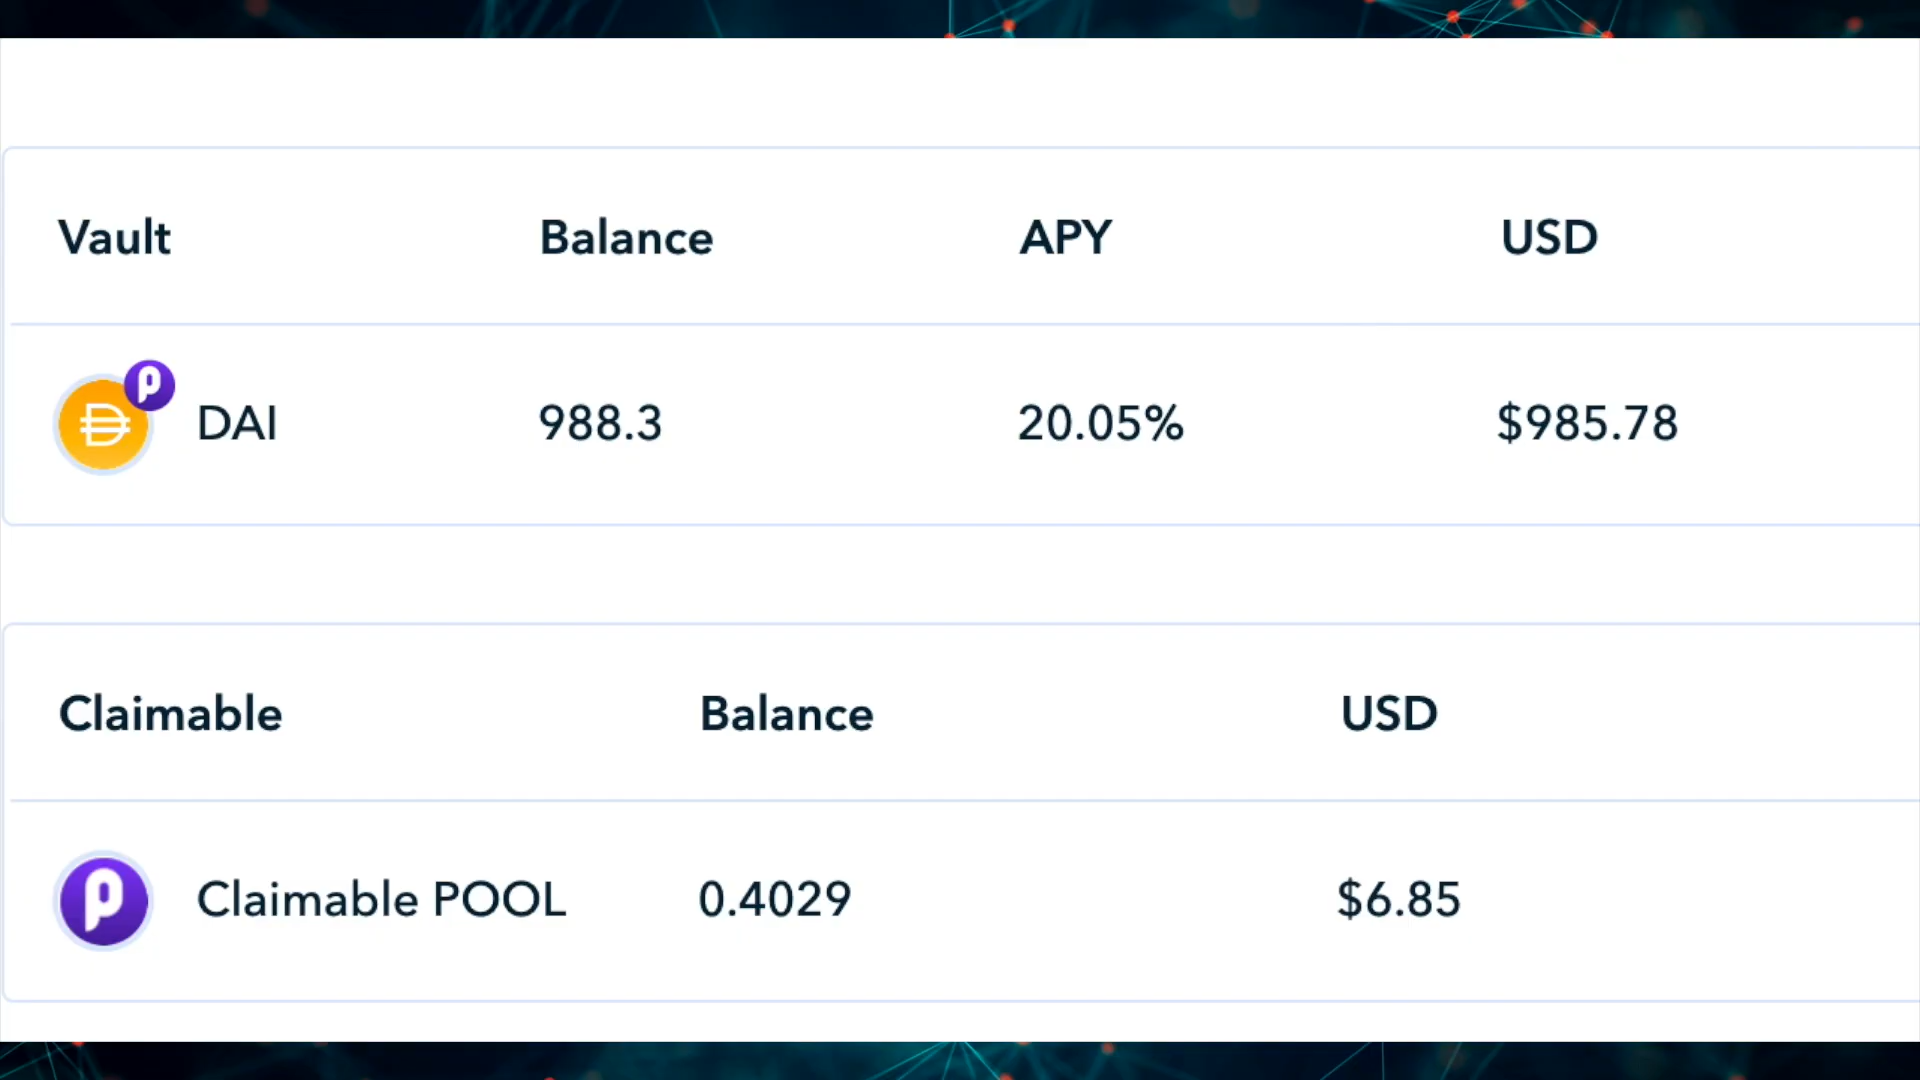 Vault Balance APY USD
DAI 988.3 20.05% $985.78
Claimable Balance USD
Claimable POOL 0.4029 $6.85